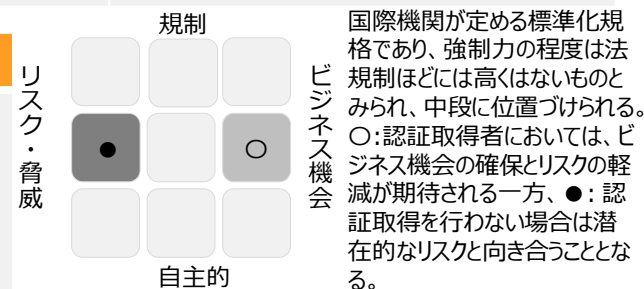 規制
リスク・脅威
●
○
ビジネス機会
自主的
国際機関が定める標準化規
格であり、強制力の程度は法
規制ほどには高くはないものと
みられ、中段に位置づけられる。
○:認証取得者においては、ビ
ジネス機会の確保とリスクの軽
減が期待される一方、●:認
証取得を行わない場合は潜
在的なリスクと向き合うこととな
る。